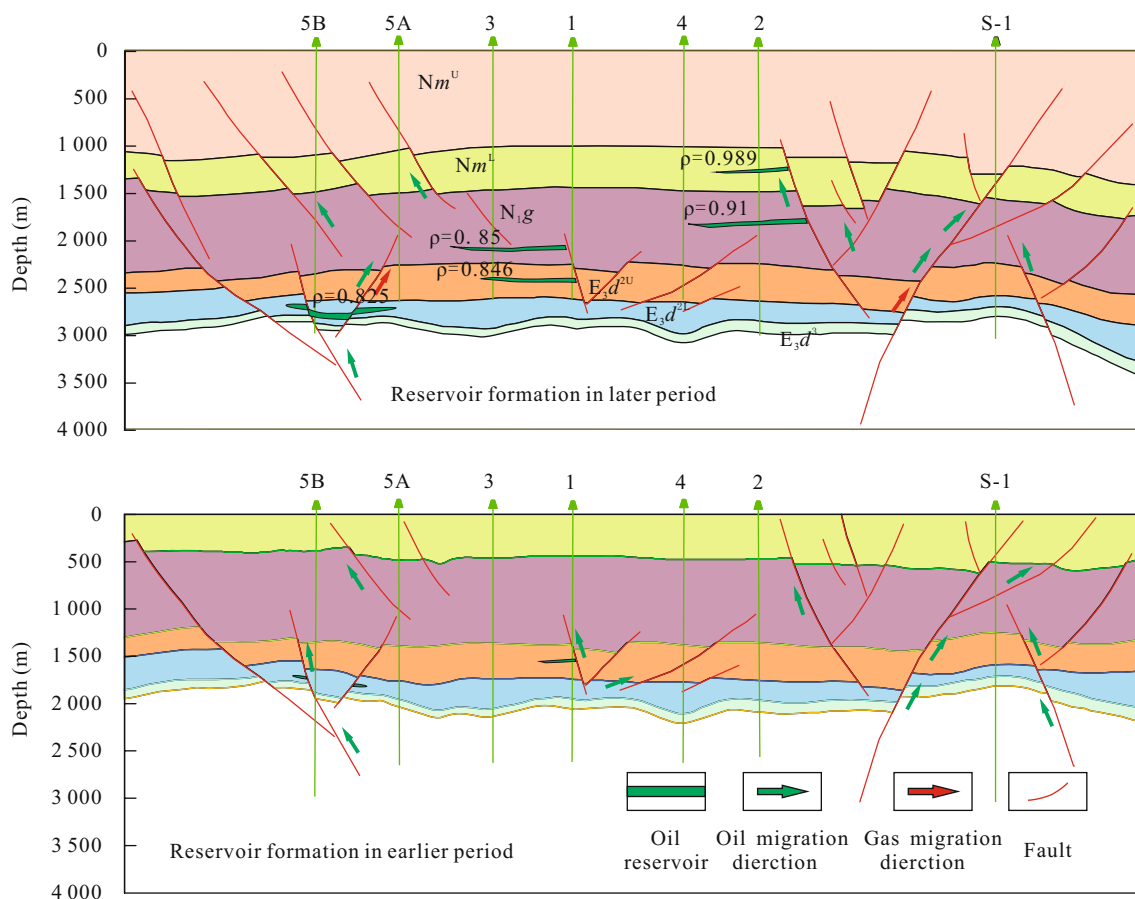 5B 5A 3 1 4 2 S-1
0
500
1 000
1 500
2 000
2 500
3 000
3 500
4 000
Depth (m)
Nmᵁ
Nmᴸ
ρ=0.989
N₁g
ρ=0.91
ρ=0. 85
ρ=0.846
E₃d²ᵁ
ρ=0.825
E₃d³
Reservoir formation in later period
5B 5A 3 1 4 2 S-1
0
500
1 000
1 500
2 000
2 500
3 000
3 500
4 000
Depth (m)
Reservoir formation in earlier period
Oil reservoir
Oil migration dierction
Gas migration dierction
Fault